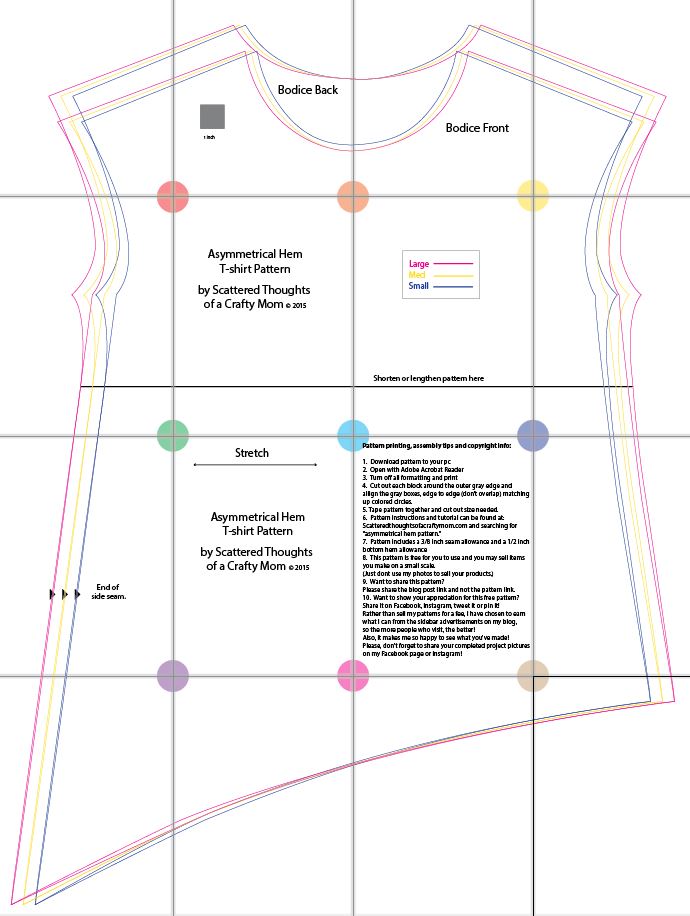 Bodice Back
Bodice Front
1 inch
Asymmetrical Hem
T-shirt Pattern
by Scattered Thoughts
of a Crafty Mom © 2015
Large
Med
Small
Shorten or lengthen pattern here
Stretch
Asymmetrical Hem
T-shirt Pattern
by Scattered Thoughts
of a Crafty Mom © 2015
End of
side seam.
Pattern printing, assembly tips and copyright info:
1. Download pattern to your pc
2. Open with Adobe Acrobat Reader
3. Turn off all formatting and print
4. Cut out each block around the outer gray edge and
align the gray boxes, edge to edge (don't overlap) matching
up colored circles.
5. Tape pattern together and cut out size needed.
6. Pattern instructions and tutorial can be found at:
Scatteredthoughtsofacraftymom.com and searching for
"asymetrical hem pattern."
7. Pattern includes a 3/8 inch seam allowance and a 1/2 inch
bottom hem allowance
8. This pattern is free for you to use and you may sell items
you make on a small scale.
(Just dont use my photos to sell your products.)
9. Want to share this pattern?
Please share the blog post link and not the pattern link.
10. Want to show your appreciation for this free pattern?
Share it on Facebook, Instagram, tweet it or pin it!
Rather than sell my patterns for a fee, I have chosen to earn
what I can from the sidebar advertisements on my blog,
so the more people who visit, the better!
Also, it makes me so happy to see what you've made!
Please, don't forget to share your completed project pictures
on my Facebook page or Instagram!